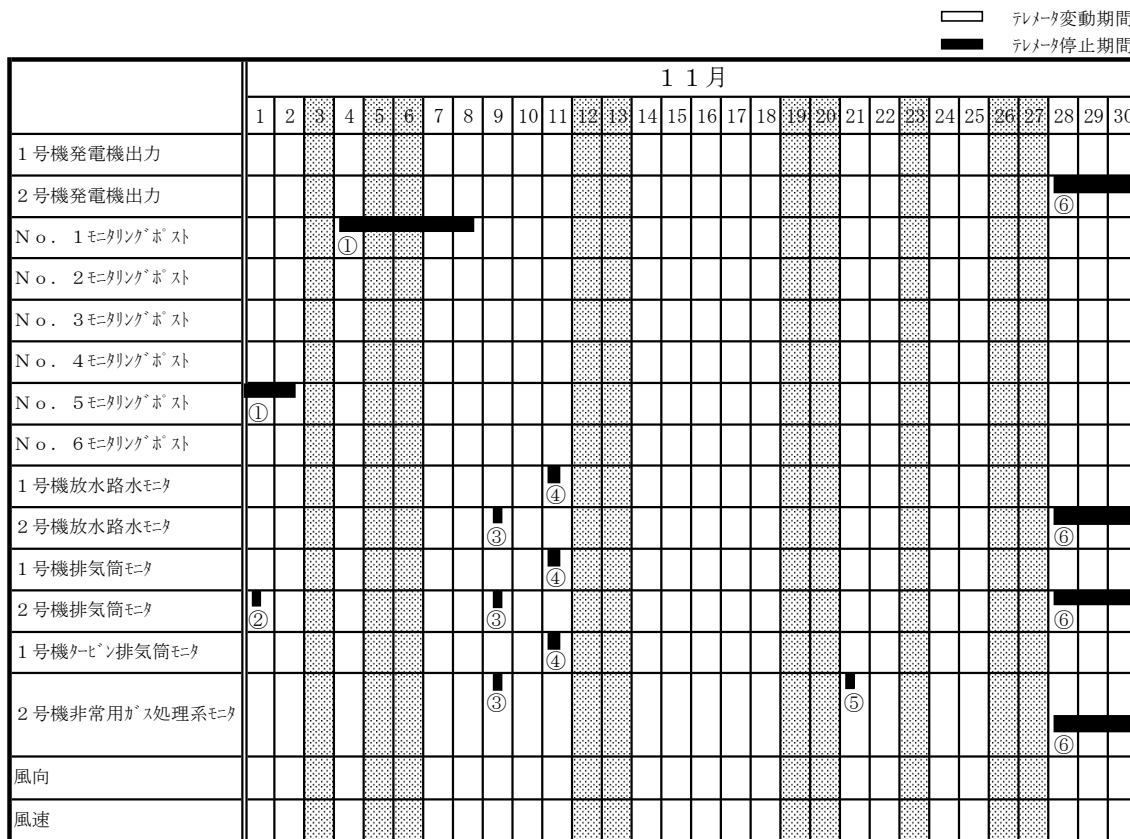 テレメータ変動期間
テレメータ停止期間
１１月
1 2 3 4 5 6 7 8 9 10 11 12 13 14 15 16 17 18 19 20 21 22 23 24 25 26 27 28 29 30
１号機発電機出力
２号機発電機出力
⑥
Ｎｏ．１ﾓﾆﾀﾘﾝｸﾞﾎﾟｽﾄ
①
Ｎｏ．２ﾓﾆﾀﾘﾝｸﾞﾎﾟｽﾄ
Ｎｏ．３ﾓﾆﾀﾘﾝｸﾞﾎﾟｽﾄ
Ｎｏ．４ﾓﾆﾀﾘﾝｸﾞﾎﾟｽﾄ
Ｎｏ．５ﾓﾆﾀﾘﾝｸﾞﾎﾟｽﾄ
①
Ｎｏ．６ﾓﾆﾀﾘﾝｸﾞﾎﾟｽﾄ
１号機放水路水ﾓﾆﾀ
④
２号機放水路水ﾓﾆﾀ
③ ⑥
１号機排気筒ﾓﾆﾀ
④
２号機排気筒ﾓﾆﾀ
② ③ ⑥
１号機ﾀｰﾋﾞﾝ排気筒ﾓﾆﾀ
④
２号機非常用ｶﾞｽ処理系ﾓﾆﾀ
③ ⑤
⑥
風向
風速